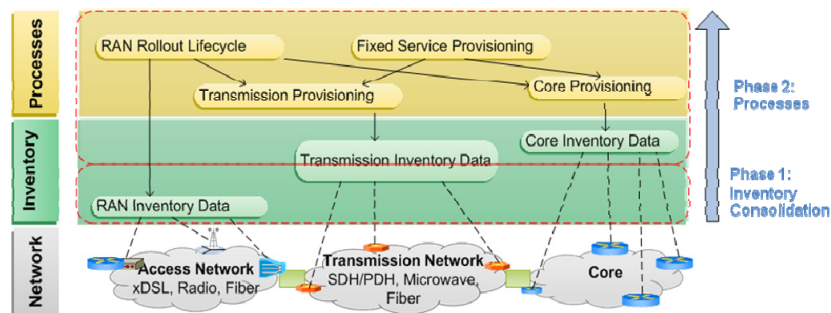 Processes
RAN Rollout Lifecycle
Fixed Service Provisioning
Transmission Provisioning
Core Provisioning
Phase 2:
Processes
Inventory
Core Inventory Data
Transmission Inventory Data
RAN Inventory Data
Phase 1:
Inventory
Consolidation
Network
Access Network
xDSL, Radio, Fiber
Transmission Network
SDH/PDH, Microwave,
Fiber
Core